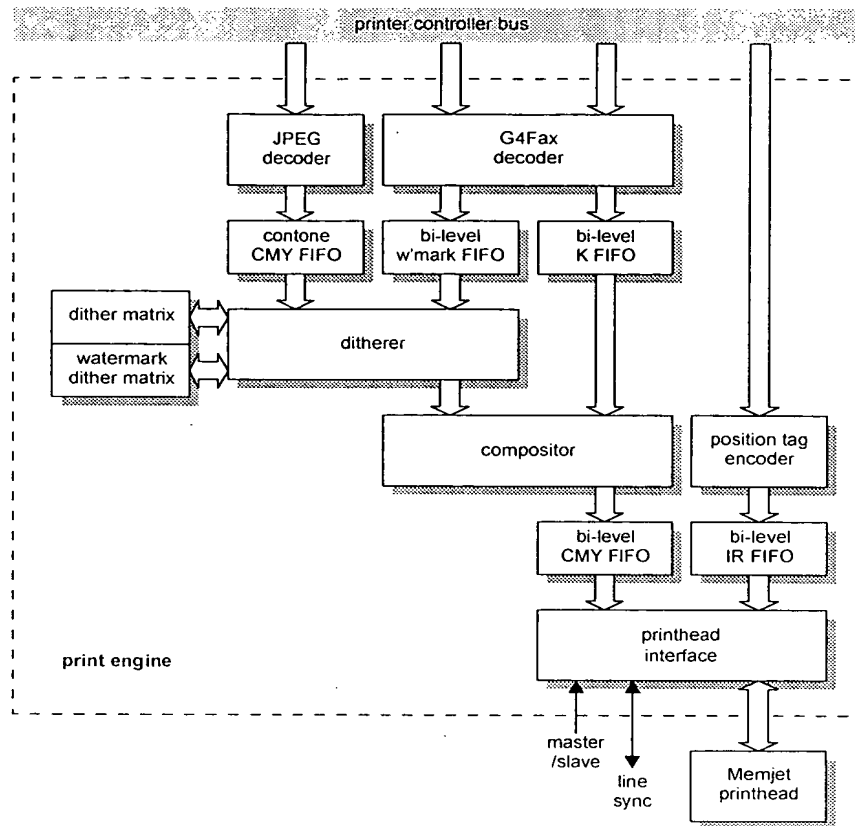 printer controller bus
JPEG
decoder
G4Fax
decoder
contone
CMY FIFO
bi-level
w'mark FIFO
bi-level
K FIFO
dither matrix
watermark
dither matrix
ditherer
compositor
position tag
encoder
bi-level
CMY FIFO
bi-level
IR FIFO
printhead
interface
print engine
master
/slave
line
sync
Memjet
printhead